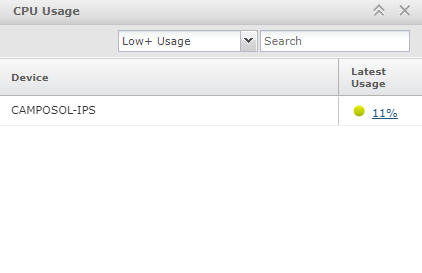 CPU Usage
Low+ Usage Search
Device Latest Usage
CAMPOSOL-IPS 11%